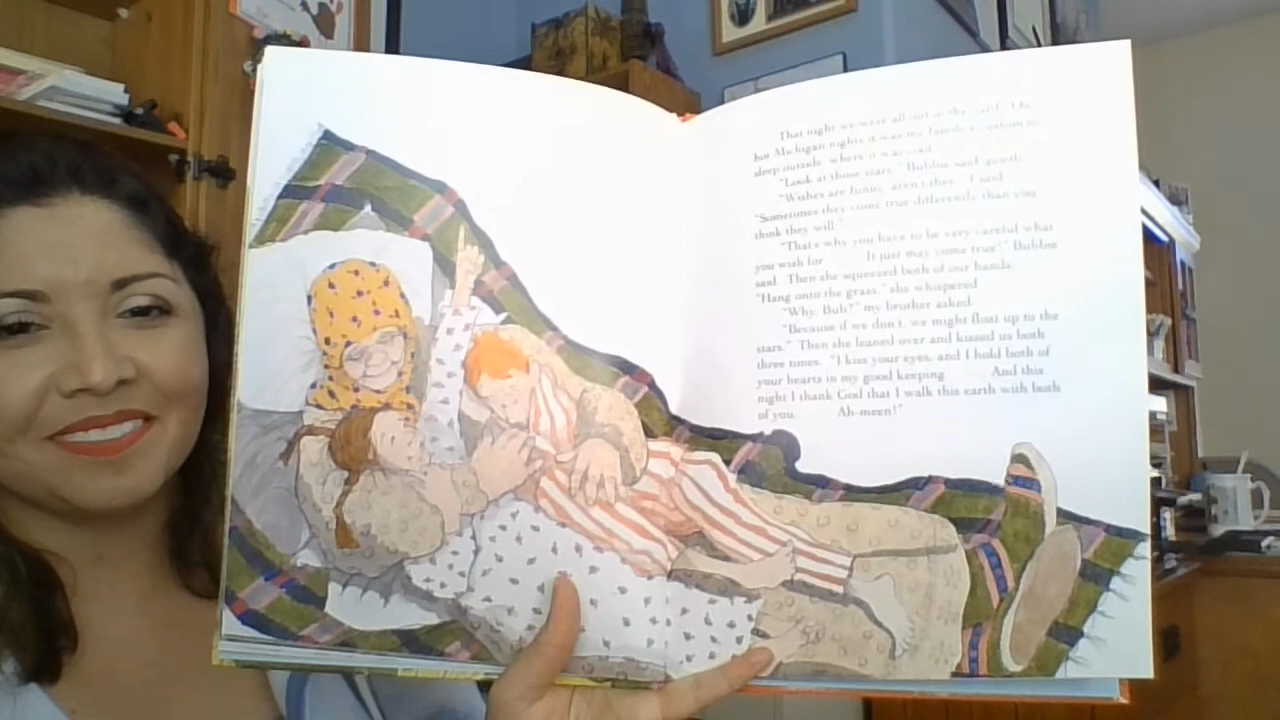 That night we were all out in the yard. On
hot Michigan nights it was my family's custom to
sleep outside where it was cool.
"Look at those stars," Bubbie said quietly.
"Wishes are funny, aren't they," I said.
"Sometimes they come true differently than you
think they will."
"That's why you have to be very careful what
you wish for It just may come true!" Bubbie
said. Then she squeezed both of our hands.
"Hang onto the grass," she whispered.
"Why, Bub?" my brother asked.
"Because if we don't, we might float up to the
stars." Then she leaned over and kissed us both
three times. "I kiss your eyes, and I hold both of
your hearts in my good keeping And this
night I thank God that I walk this earth with both
of you. Ah-meen!"